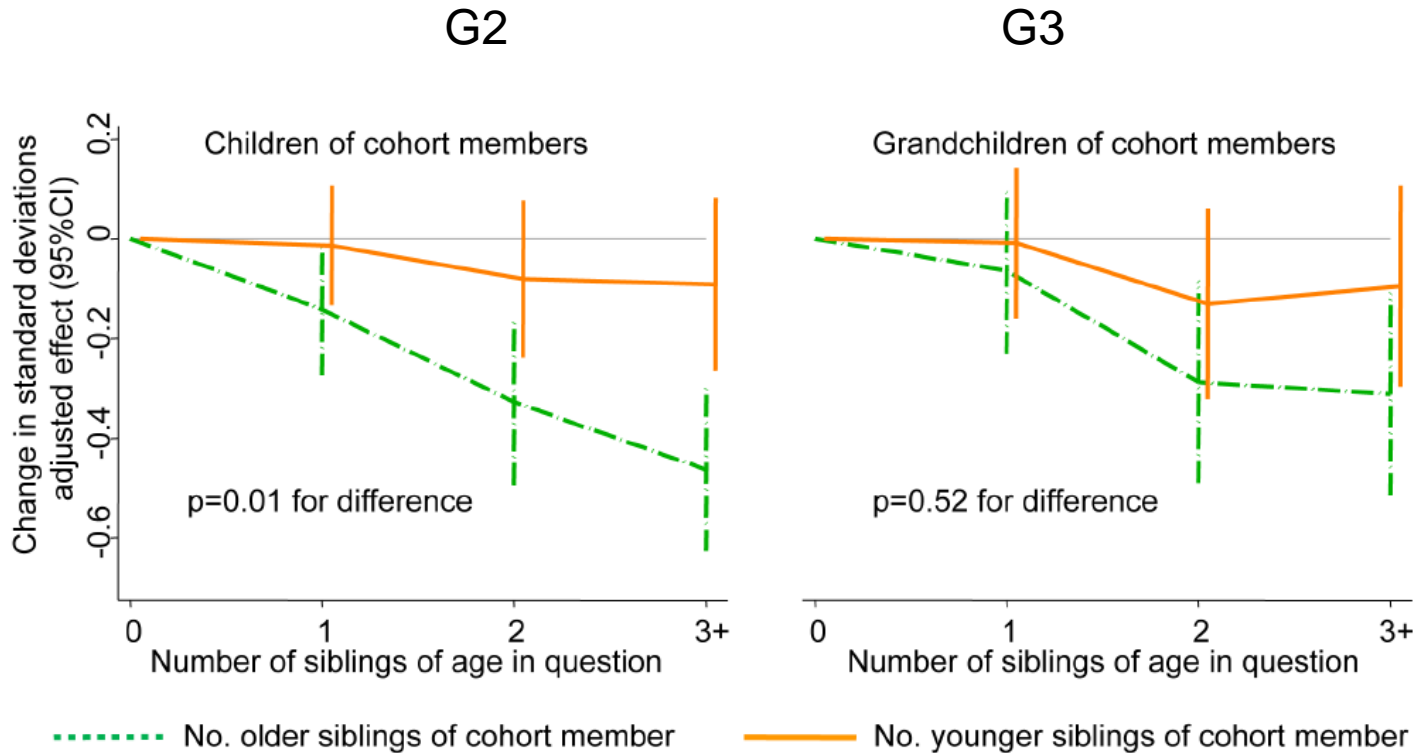 G2
G3
Change in standard deviations
adjusted effect (95%CI)
0.2
0
-0.2
-0.4
-0.6
Children of cohort members
p=0.01 for difference
0 1 2 3+
Number of siblings of age in question
Grandchildren of cohort members
p=0.52 for difference
0 1 2 3+
Number of siblings of age in question
No. older siblings of cohort member
No. younger siblings of cohort member